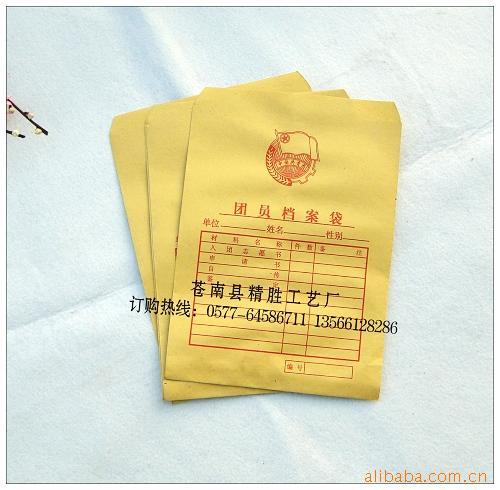 团员档案袋
单位 姓名 性别
材料名称 件数 备注
入团志愿书
申请书
自传
苍南县精胜工艺厂
订购热线：0577-64586711 13566128286
编号
alibaba.com.cn